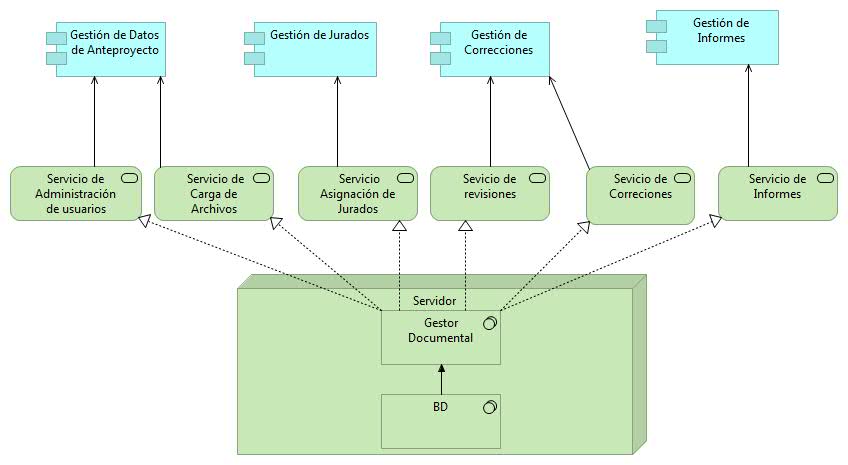 Gestión de Datos
de Anteproyecto
Gestión de Jurados
Gestión de
Correcciones
Gestión de
Informes
Servicio de
Administración
de usuarios
Servicio de
Carga de
Archivos
Servicio
Asignación de
Jurados
Servicio de
revisiones
Sevicio de
Correciones
Servicio de
Informes
Servidor
Gestor
Documental
BD